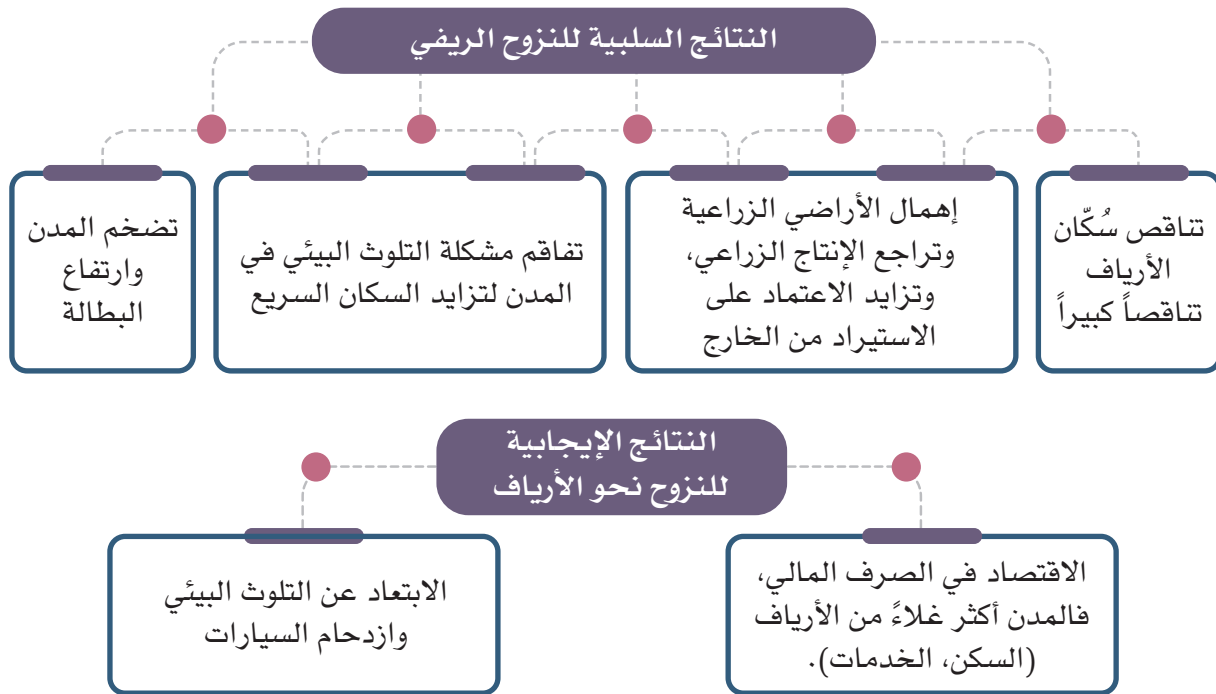 النتائج السلبية للنزوح الريفي
تناقص سُكّان
الأرياف
تناقصاً كبيراً
إهمال الأراضي الزراعية
وتراجع الإنتاج الزراعي،
وتزايد الاعتماد على
الاستيراد من الخارج
تفاقم مشكلة التلوث البيئي في
المدن لتزايد السكان السريع
تضخم المدن
وارتفاع
البطالة
النتائج الإيجابية
للنزوح نحو الأرياف
الاقتصاد في الصرف المالي،
فالمدن أكثر غلاءً من الأرياف
(السكن، الخدمات).
الابتعاد عن التلوث البيئي
وازدحام السيارات